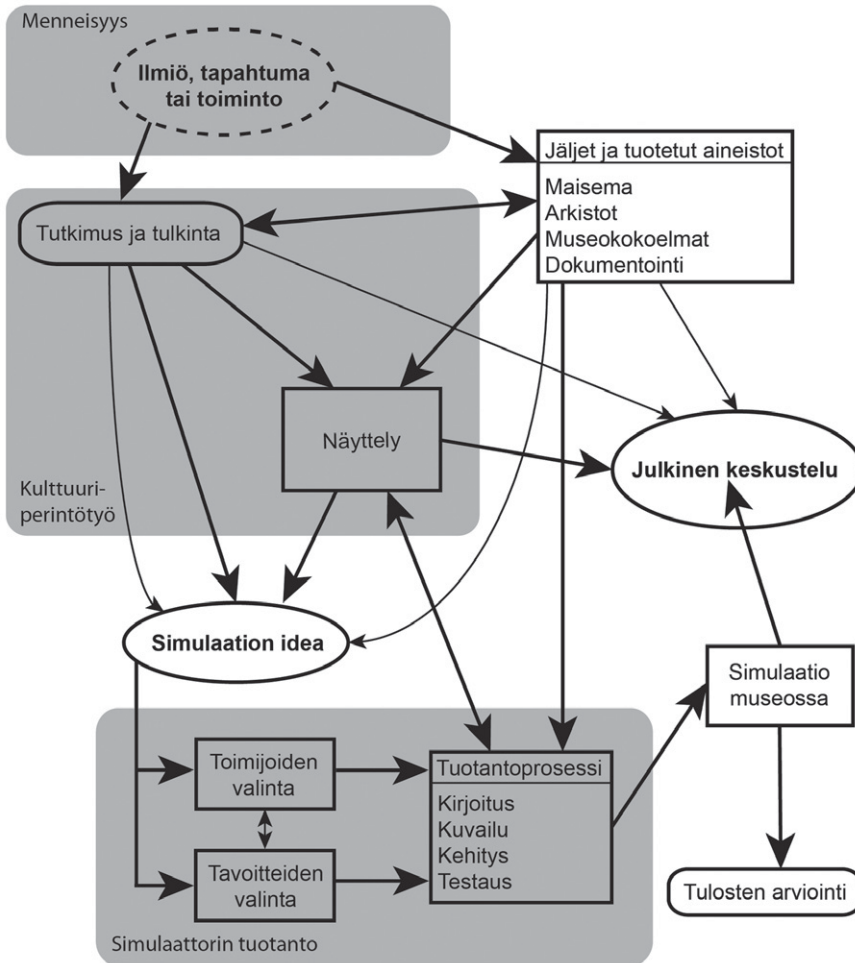 Menneisyys
Ilmiö, tapahtuma
tai toiminto
Jäljet ja tuotetut aineistot
Maisema
Arkistot
Museokokoelmat
Dokumentointi
Tutkimus ja tulkinta
Näyttely
Julkinen keskustelu
Kulttuuri-
perintötyö
Simulaation idea
Simulaatio
museossa
Toimijoiden
valinta
Tuotantoprosessi
Kirjoitus
Kuvailu
Kehitys
Testaus
Tavoitteiden
valinta
Tulosten arviointi
Simulaattorin tuotanto